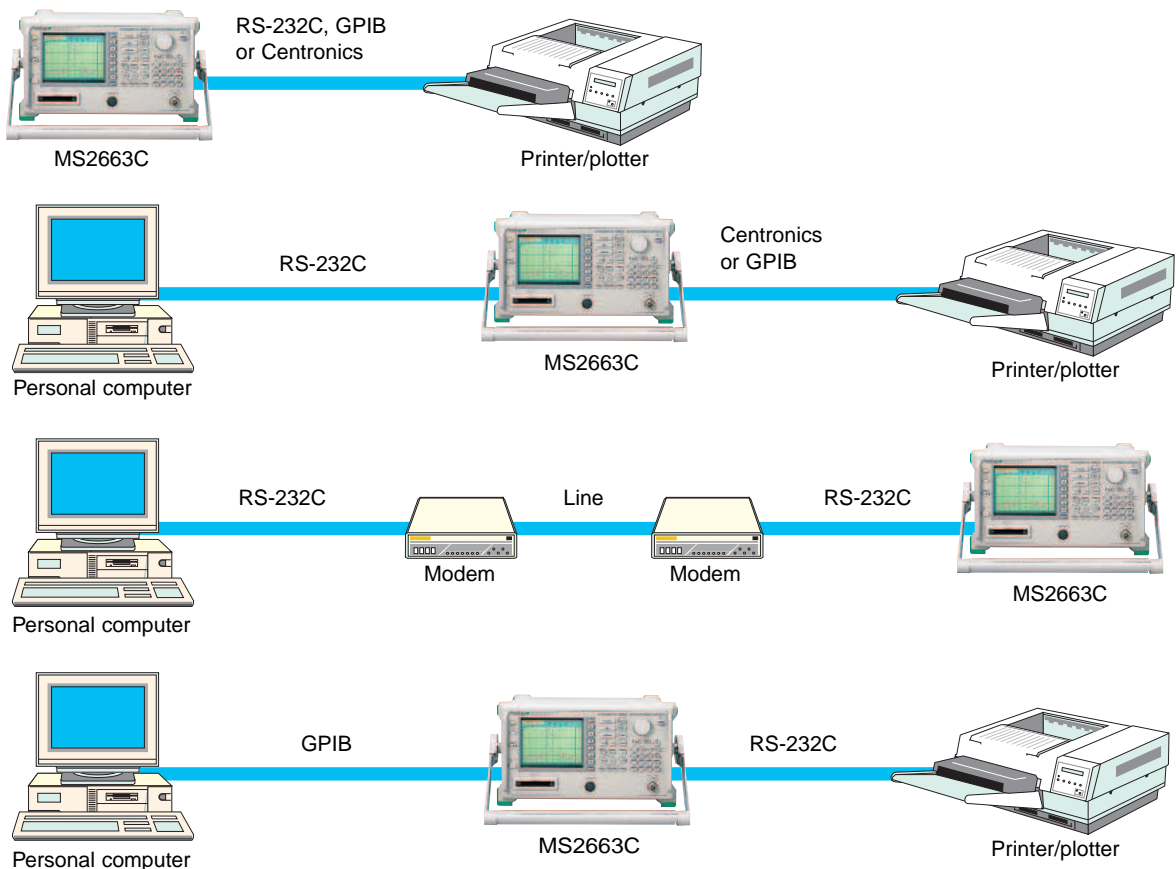 RS-232C, GPIB
or Centronics
MS2663C
Printer/plotter
RS-232C
Centronics
or GPIB
Personal computer
MS2663C
Printer/plotter
RS-232C
Line
RS-232C
Modem
Modem
MS2663C
Personal computer
GPIB
RS-232C
Personal computer
MS2663C
Printer/plotter